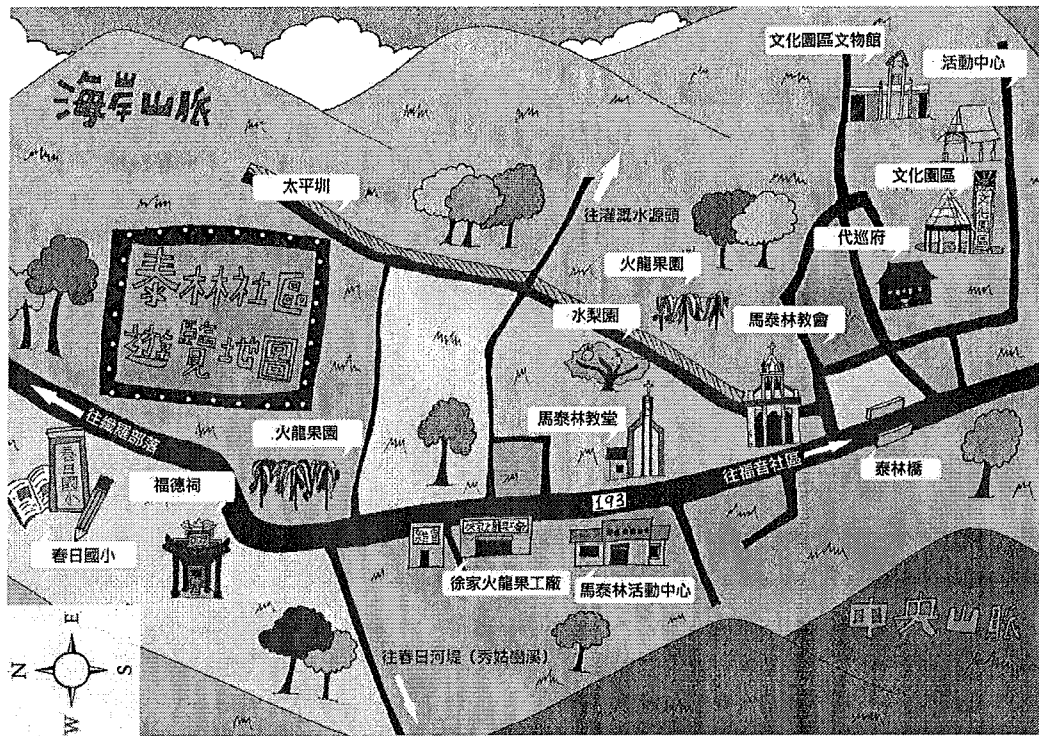 文化園區文物館
活動中心
海岸山脈
太平圳
文化園區
文化園區
往灌溉水源頭
代巡府
火龍果園
泰林社區
遊覽地圖
水梨園
馬泰林教會
往
部落
火龍果園
馬泰林教堂
春日國小
往福音社區
泰林橋
福德祠
193
春日國小
徐家火龍果工廠
馬泰林活動中心
中央山脈
往春日河堤（秀姑巒溪）
E
N
S
W